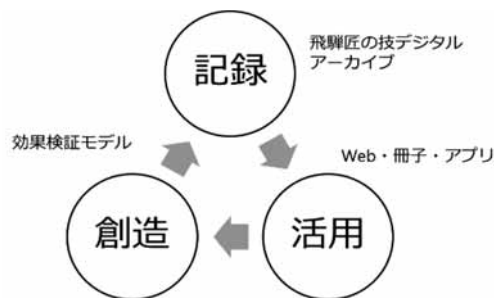 記録
飛騨匠の技デジタル
アーカイブ
効果検証モデル
Web・冊子・アプリ
創造
活用